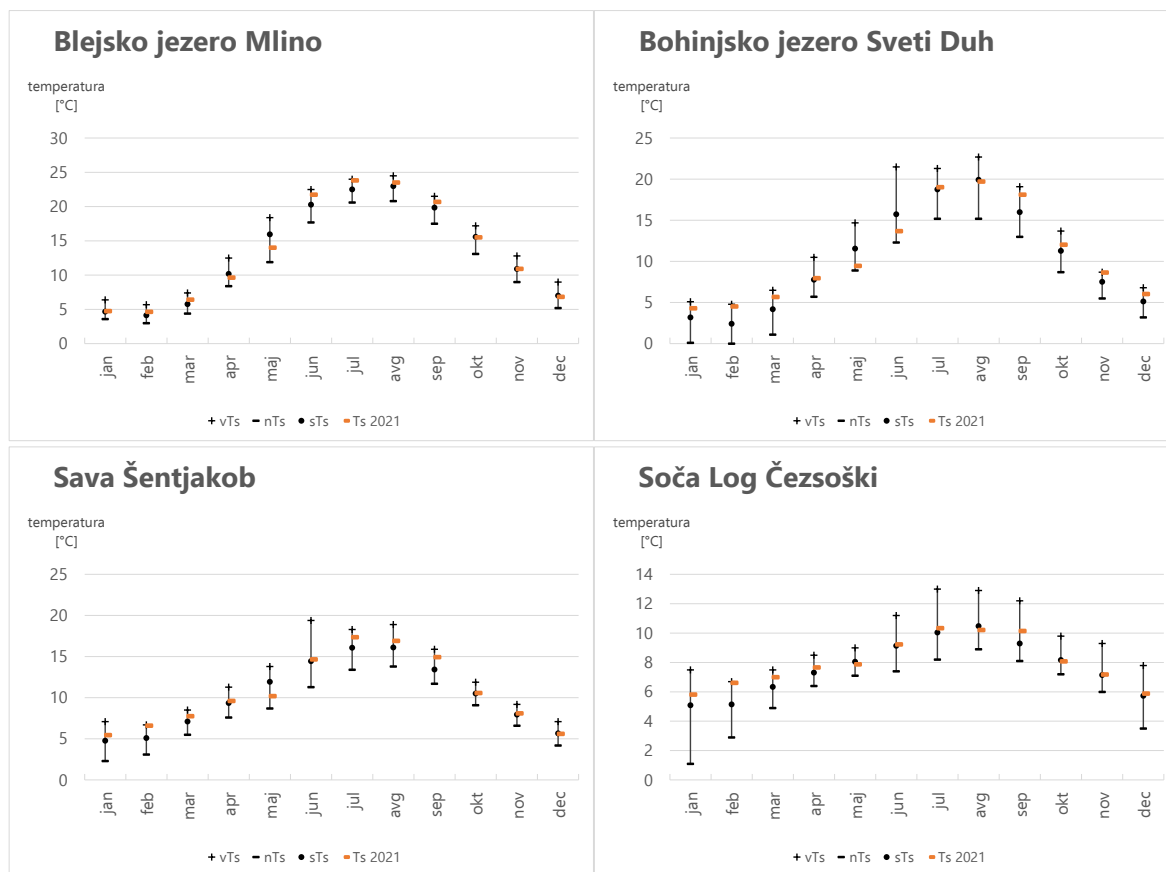 Blejsko jezero Mlino
temperatura
[°C]
30
25
20
15
10
5
0
jan feb mar apr maj jun jul avg sep okt nov dec
vTs nTs sTs Ts 2021
Bohinjsko jezero Sveti Duh
temperatura
[°C]
25
20
15
10
5
0
jan feb mar apr maj jun jul avg sep okt nov dec
vTs nTs sTs Ts 2021
Sava Šentjakob
temperatura
[°C]
25
20
15
10
5
0
jan feb mar apr maj jun jul avg sep okt nov dec
vTs nTs sTs Ts 2021
Soča Log Čezsoški
temperatura
[°C]
14
12
10
8
6
4
2
0
jan feb mar apr maj jun jul avg sep okt nov dec
vTs nTs sTs Ts 2021